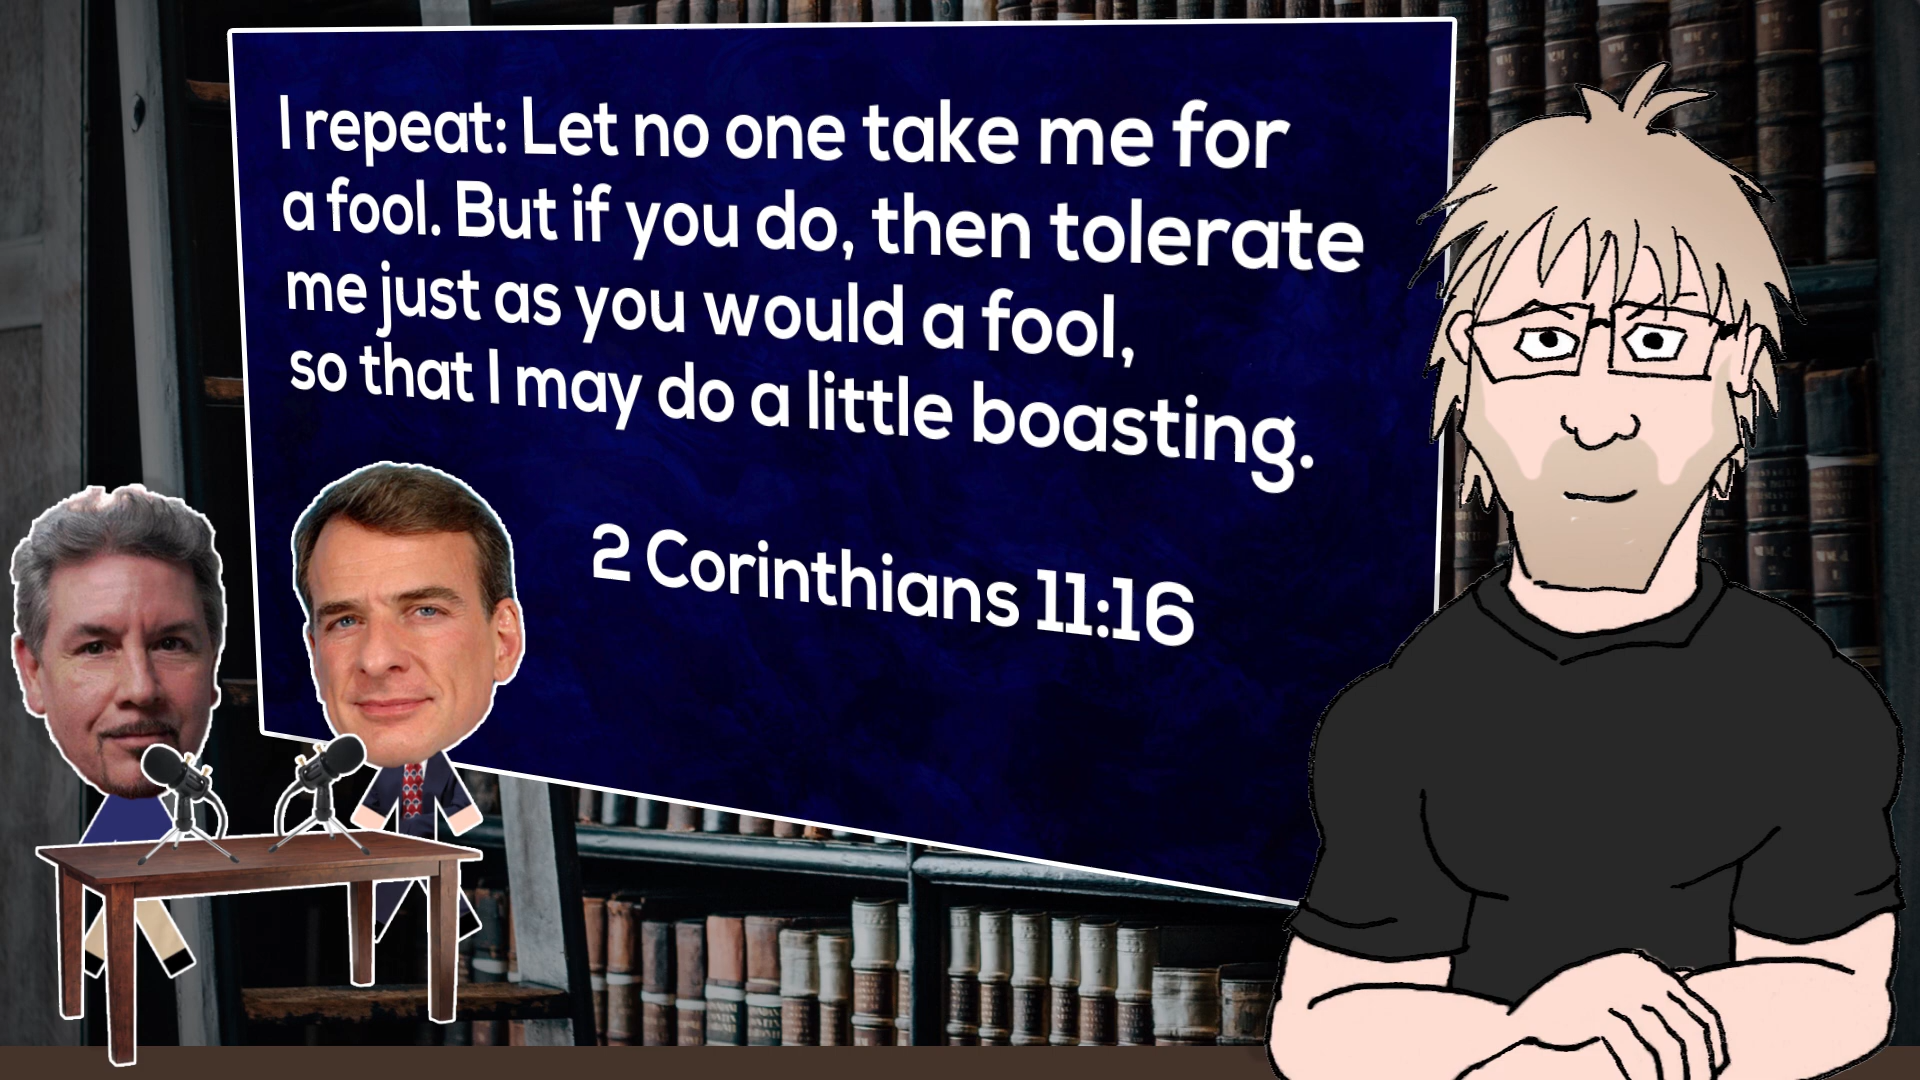 I repeat: Let no one take me for
a fool. But if you do, then tolerate
me just as you would a fool,
so that I may do a little boasting.
2 Corinthians 11:16